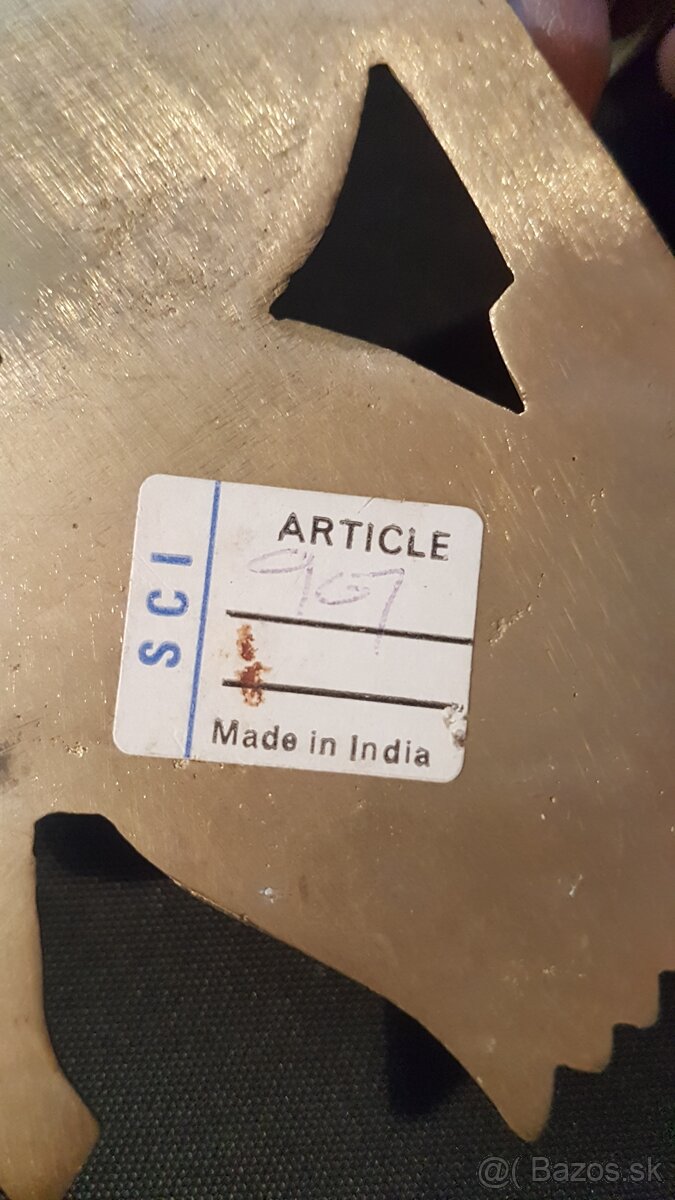 SCI
ARTICLE
967
Made in India
@( Bazos.sk